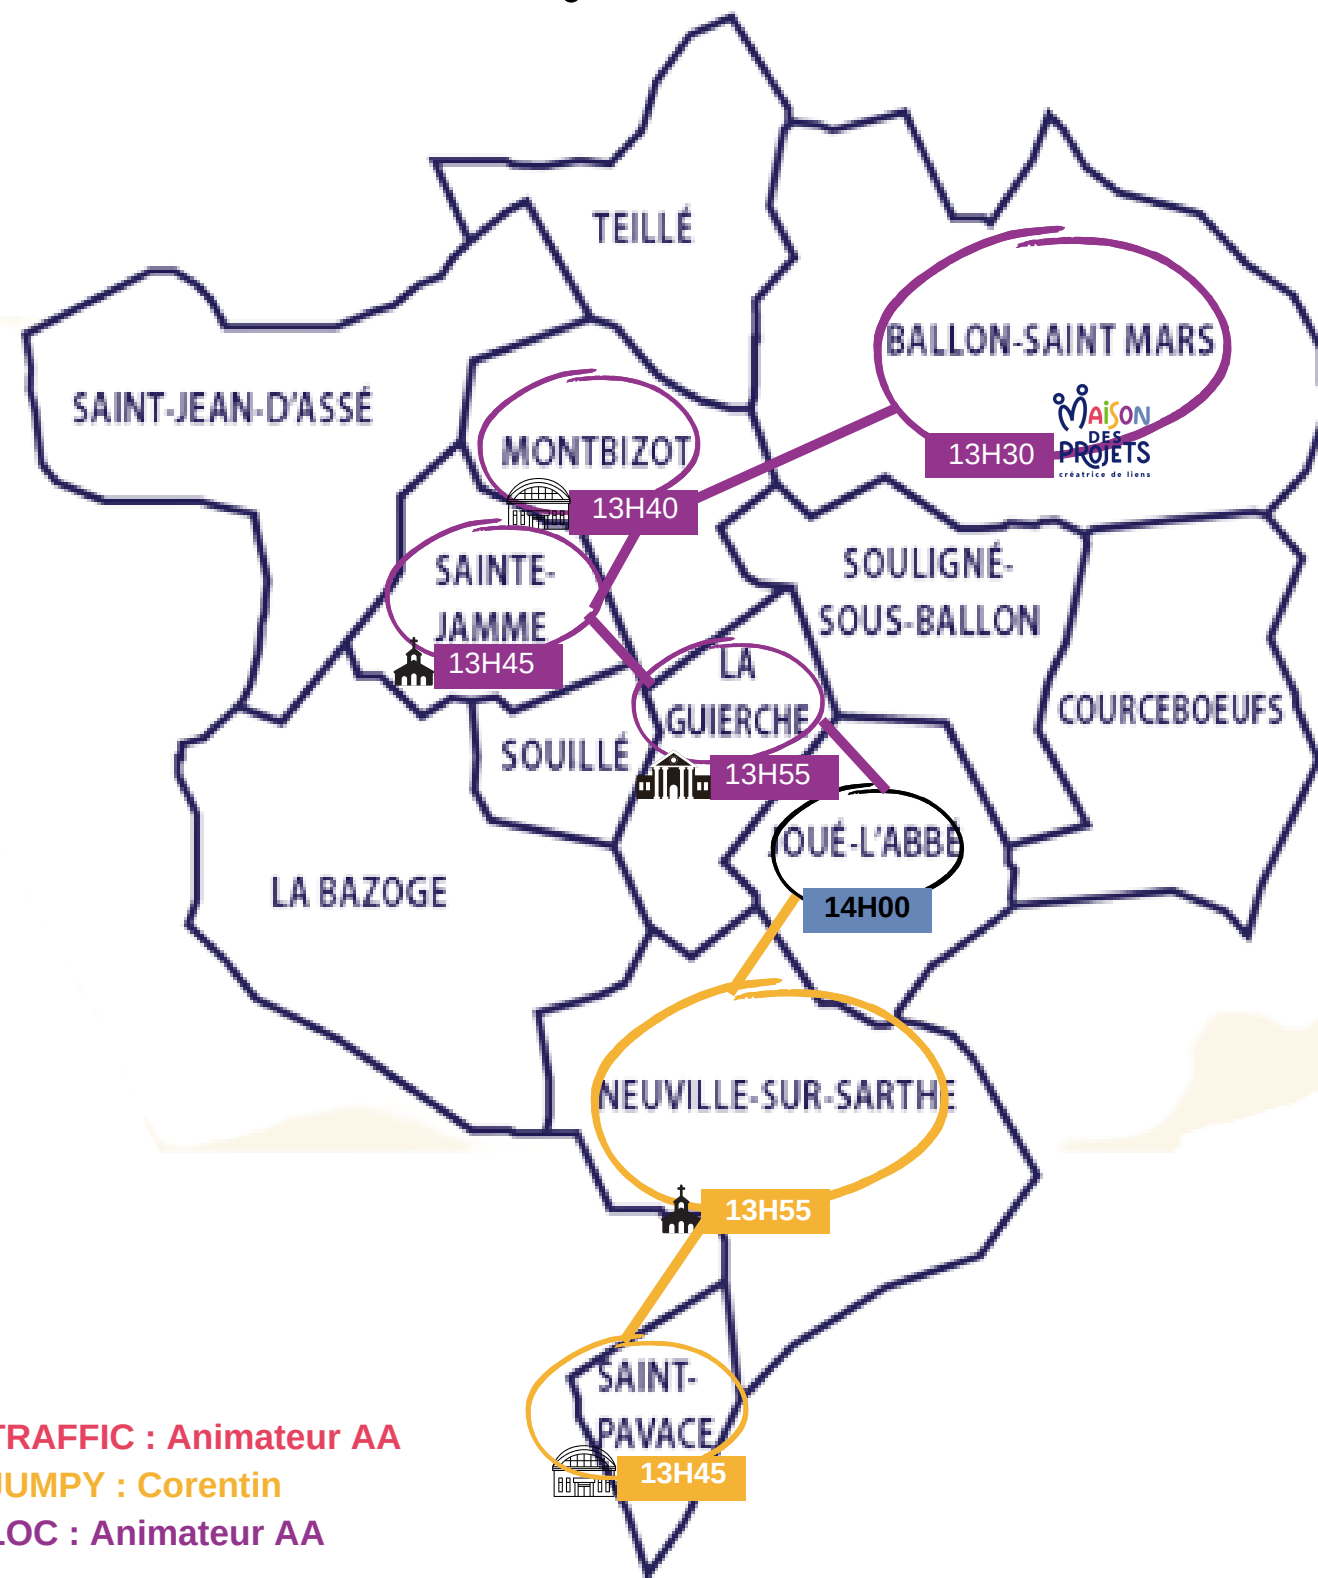 TEILLÉ
BALLON-SAINT MARS
MAISON
DES
PROJETS
créatrice de liens
13H30
SAINT-JEAN-D'ASSÉ
MONTBIZOT
13H40
SAINTE-
JAMME
13H45
SOULIGNÉ-
SOUS-BALLON
LA
GUIERCHE
13H55
COURCEBOEUFS
SOUILLÉ
JOUÉ-L'ABBÉ
14H00
LA BAZOGE
NEUVILLE-SUR-SARTHE
13H55
SAINT-
PAVACE
13H45
TRAFFIC : Animateur AA
JUMPY : Corentin
LOC : Animateur AA